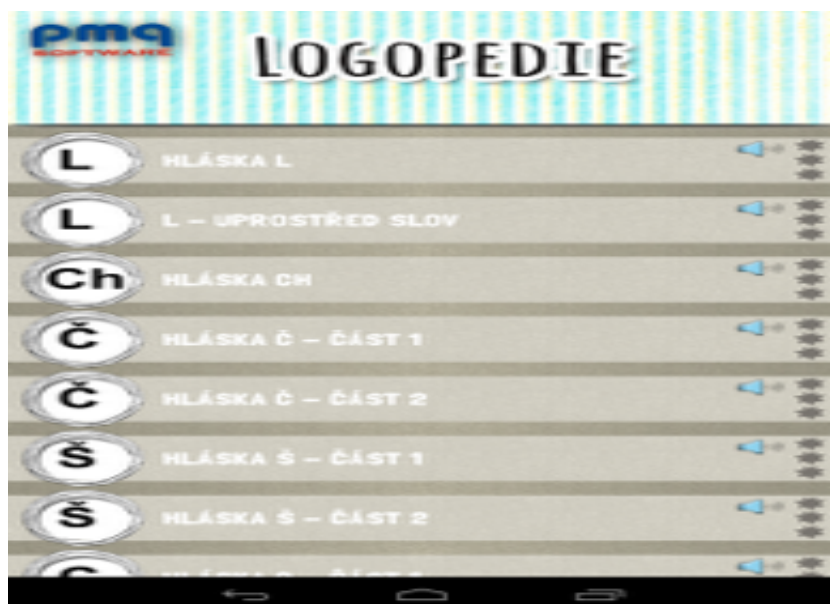 pmq
SOFTWARE
LOGOPEDIE
L HLÁSKA L
L L – UPROSTŘED SLOV
Ch HLÁSKA CH
Č HLÁSKA Č – ČÁST 1
Č HLÁSKA Č – ČÁST 2
Š HLÁSKA Š – ČÁST 1
Š HLÁSKA Š – ČÁST 2